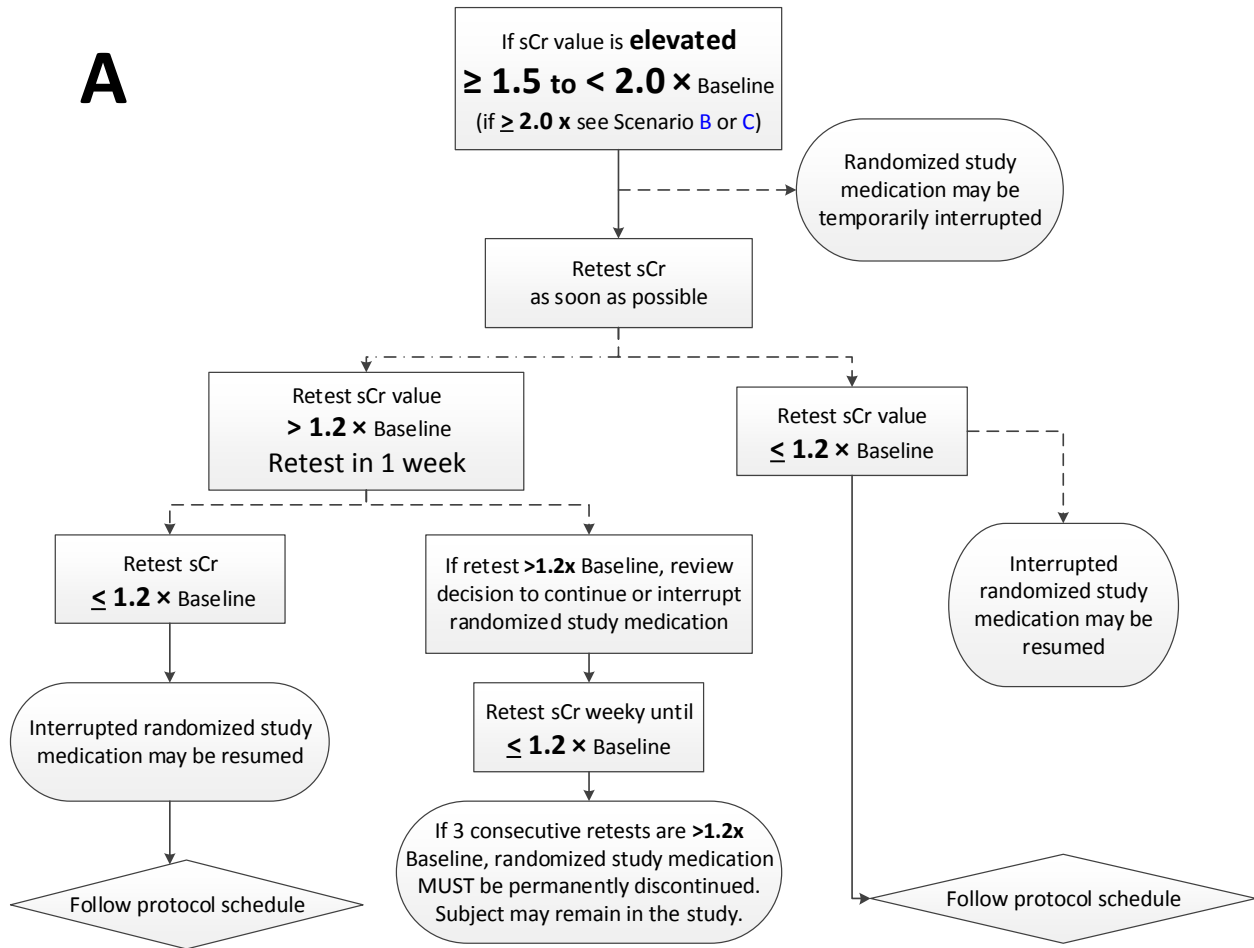 A
If sCr value is elevated
≥ 1.5 to < 2.0 × Baseline
(if ≥ 2.0 x see Scenario B or C)
Randomized study
medication may be
temporarily interrupted
Retest sCr
as soon as possible
Retest sCr value
> 1.2 × Baseline
Retest in 1 week
Retest sCr value
≤ 1.2 × Baseline
Retest sCr
≤ 1.2 × Baseline
If retest >1.2x Baseline, review
decision to continue or interrupt
randomized study medication
Interrupted
randomized study
medication may be
resumed
Interrupted randomized study
medication may be resumed
Retest sCr weeky until
≤ 1.2 × Baseline
If 3 consecutive retests are >1.2x
Baseline, randomized study medication
MUST be permanently discontinued.
Subject may remain in the study.
Follow protocol schedule
Follow protocol schedule